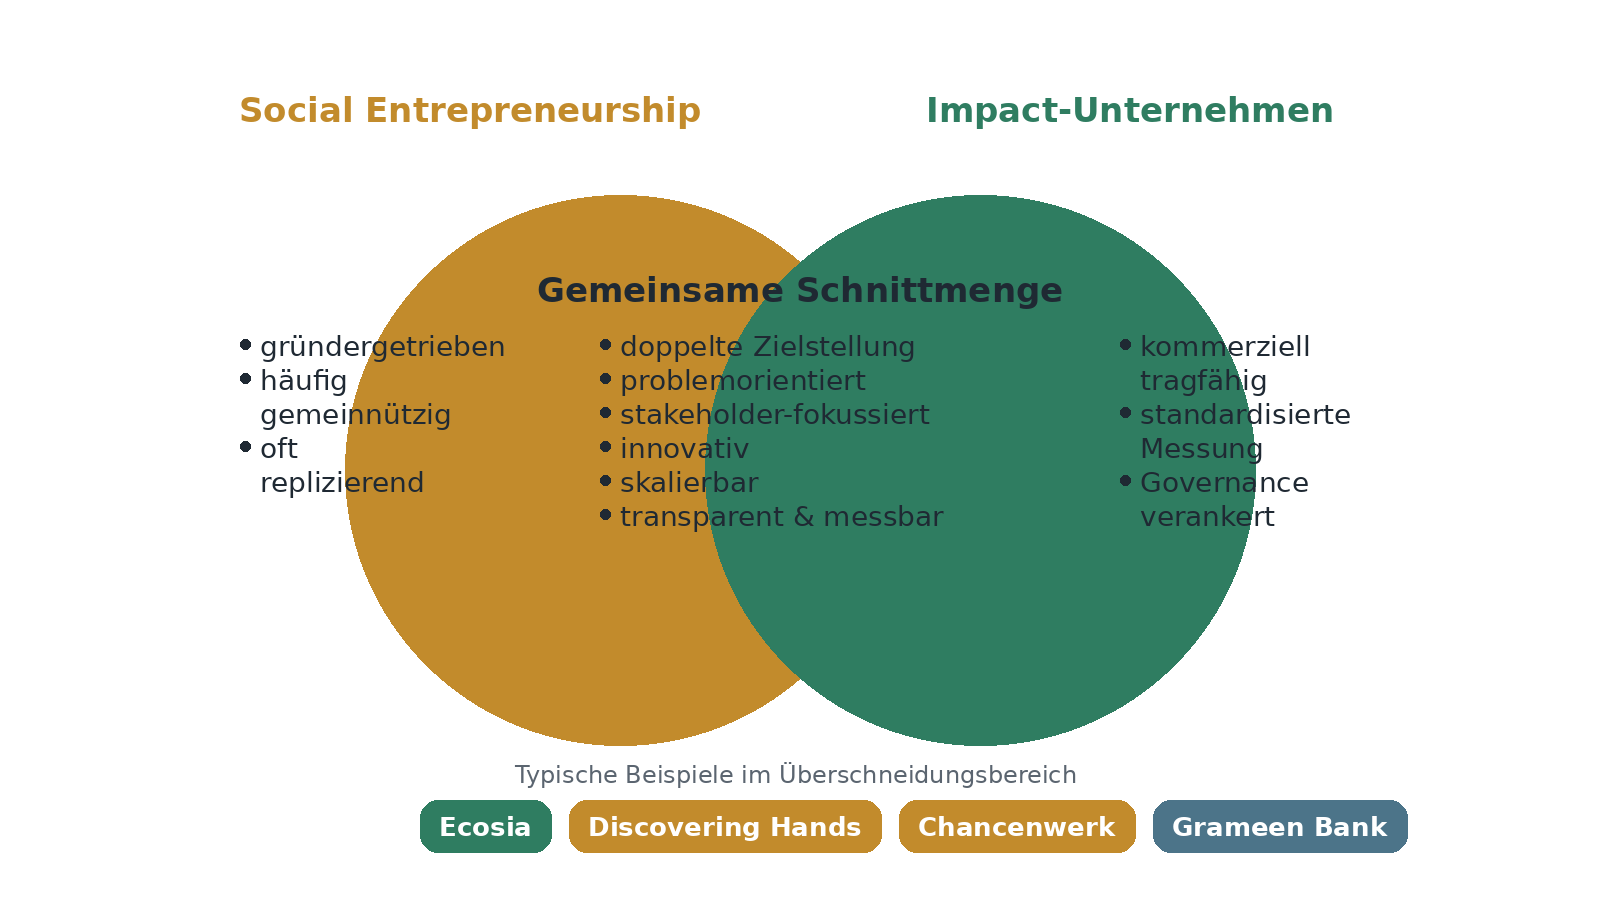 Social Entrepreneurship
Impact-Unternehmen
Gemeinsame Schnittmenge
• gründergetrieben
• häufig
gemeinnützig
• oft
replizierend
• doppelte Zielstellung
• problemorientiert
• stakeholder-fokussiert
• innovativ
• skalierbar
• transparent & messbar
• kommerziell
tragfähig
• standardisierte
Messung
• Governance
verankert
Typische Beispiele im Überschneidungsbereich
Ecosia
Discovering Hands
Chancenwerk
Grameen Bank